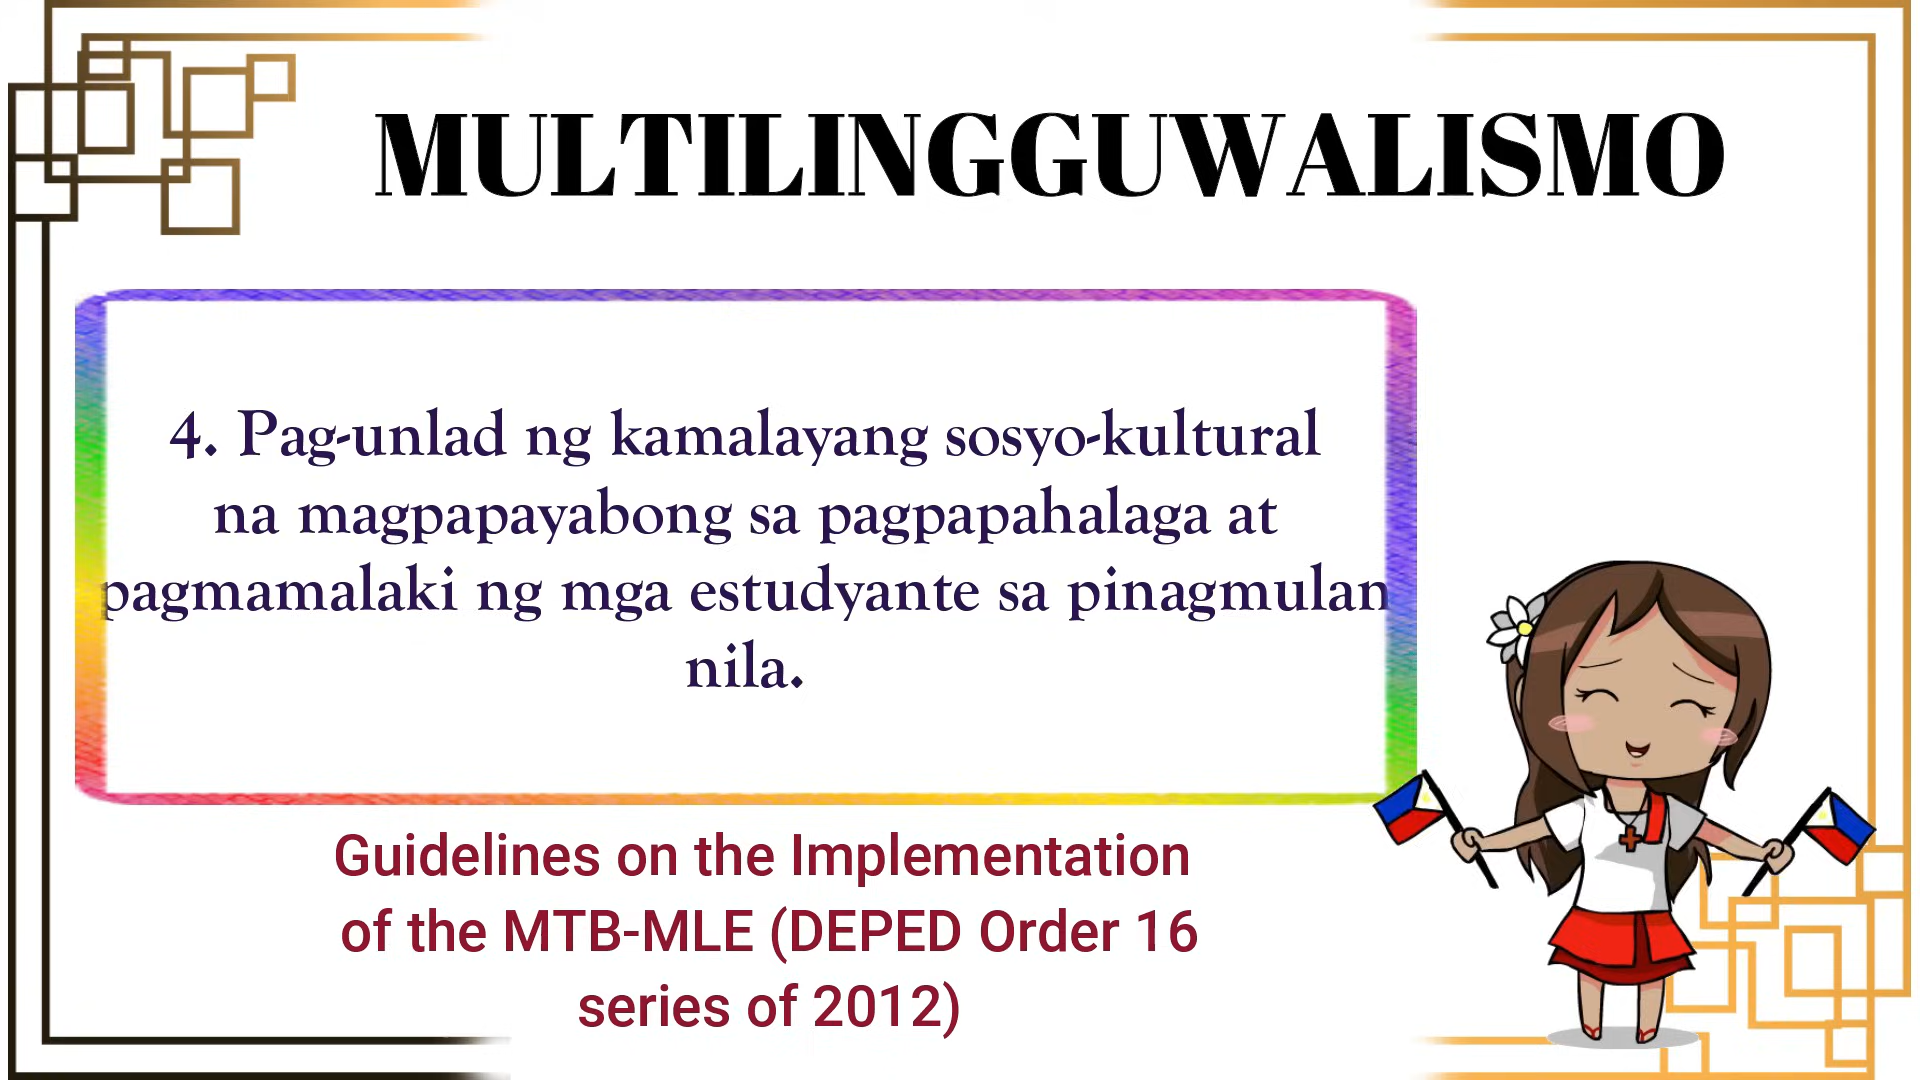 MULTILINGGUWALISMO
4. Pag-unlad ng kamalayang sosyo-kultural
na magpapayabong sa pagpapahalaga at
pagmamalaki ng mga estudyante sa pinagmulan
nila.
Guidelines on the Implementation
of the MTB-MLE (DEPED Order 16
series of 2012)